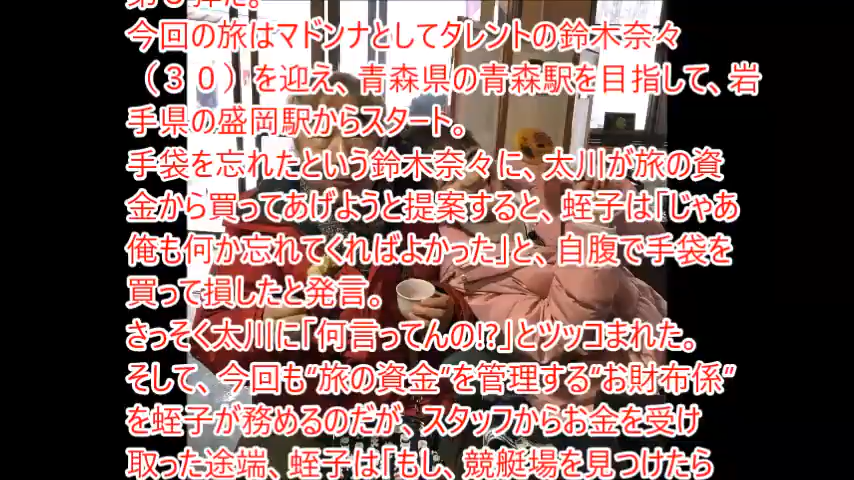 第８弾だ。
今回の旅はマドンナとしてタレントの鈴木奈々
（３０）を迎え、青森県の青森駅を目指して、岩
手県の盛岡駅からスタート。
手袋を忘れたという鈴木奈々に、太川が旅の資
金から買ってあげようと提案すると、蛭子は「じゃあ
俺も何か忘れてくればよかった」と、自腹で手袋を
買って損したと発言。
さっそく太川に「何言ってんの!?」とツッコまれた。
そして、今回も“旅の資金”を管理する“お財布係”
を蛭子が務めるのだが、スタッフからお金を受け
取った途端、蛭子は「もし、競艇場を見つけたら